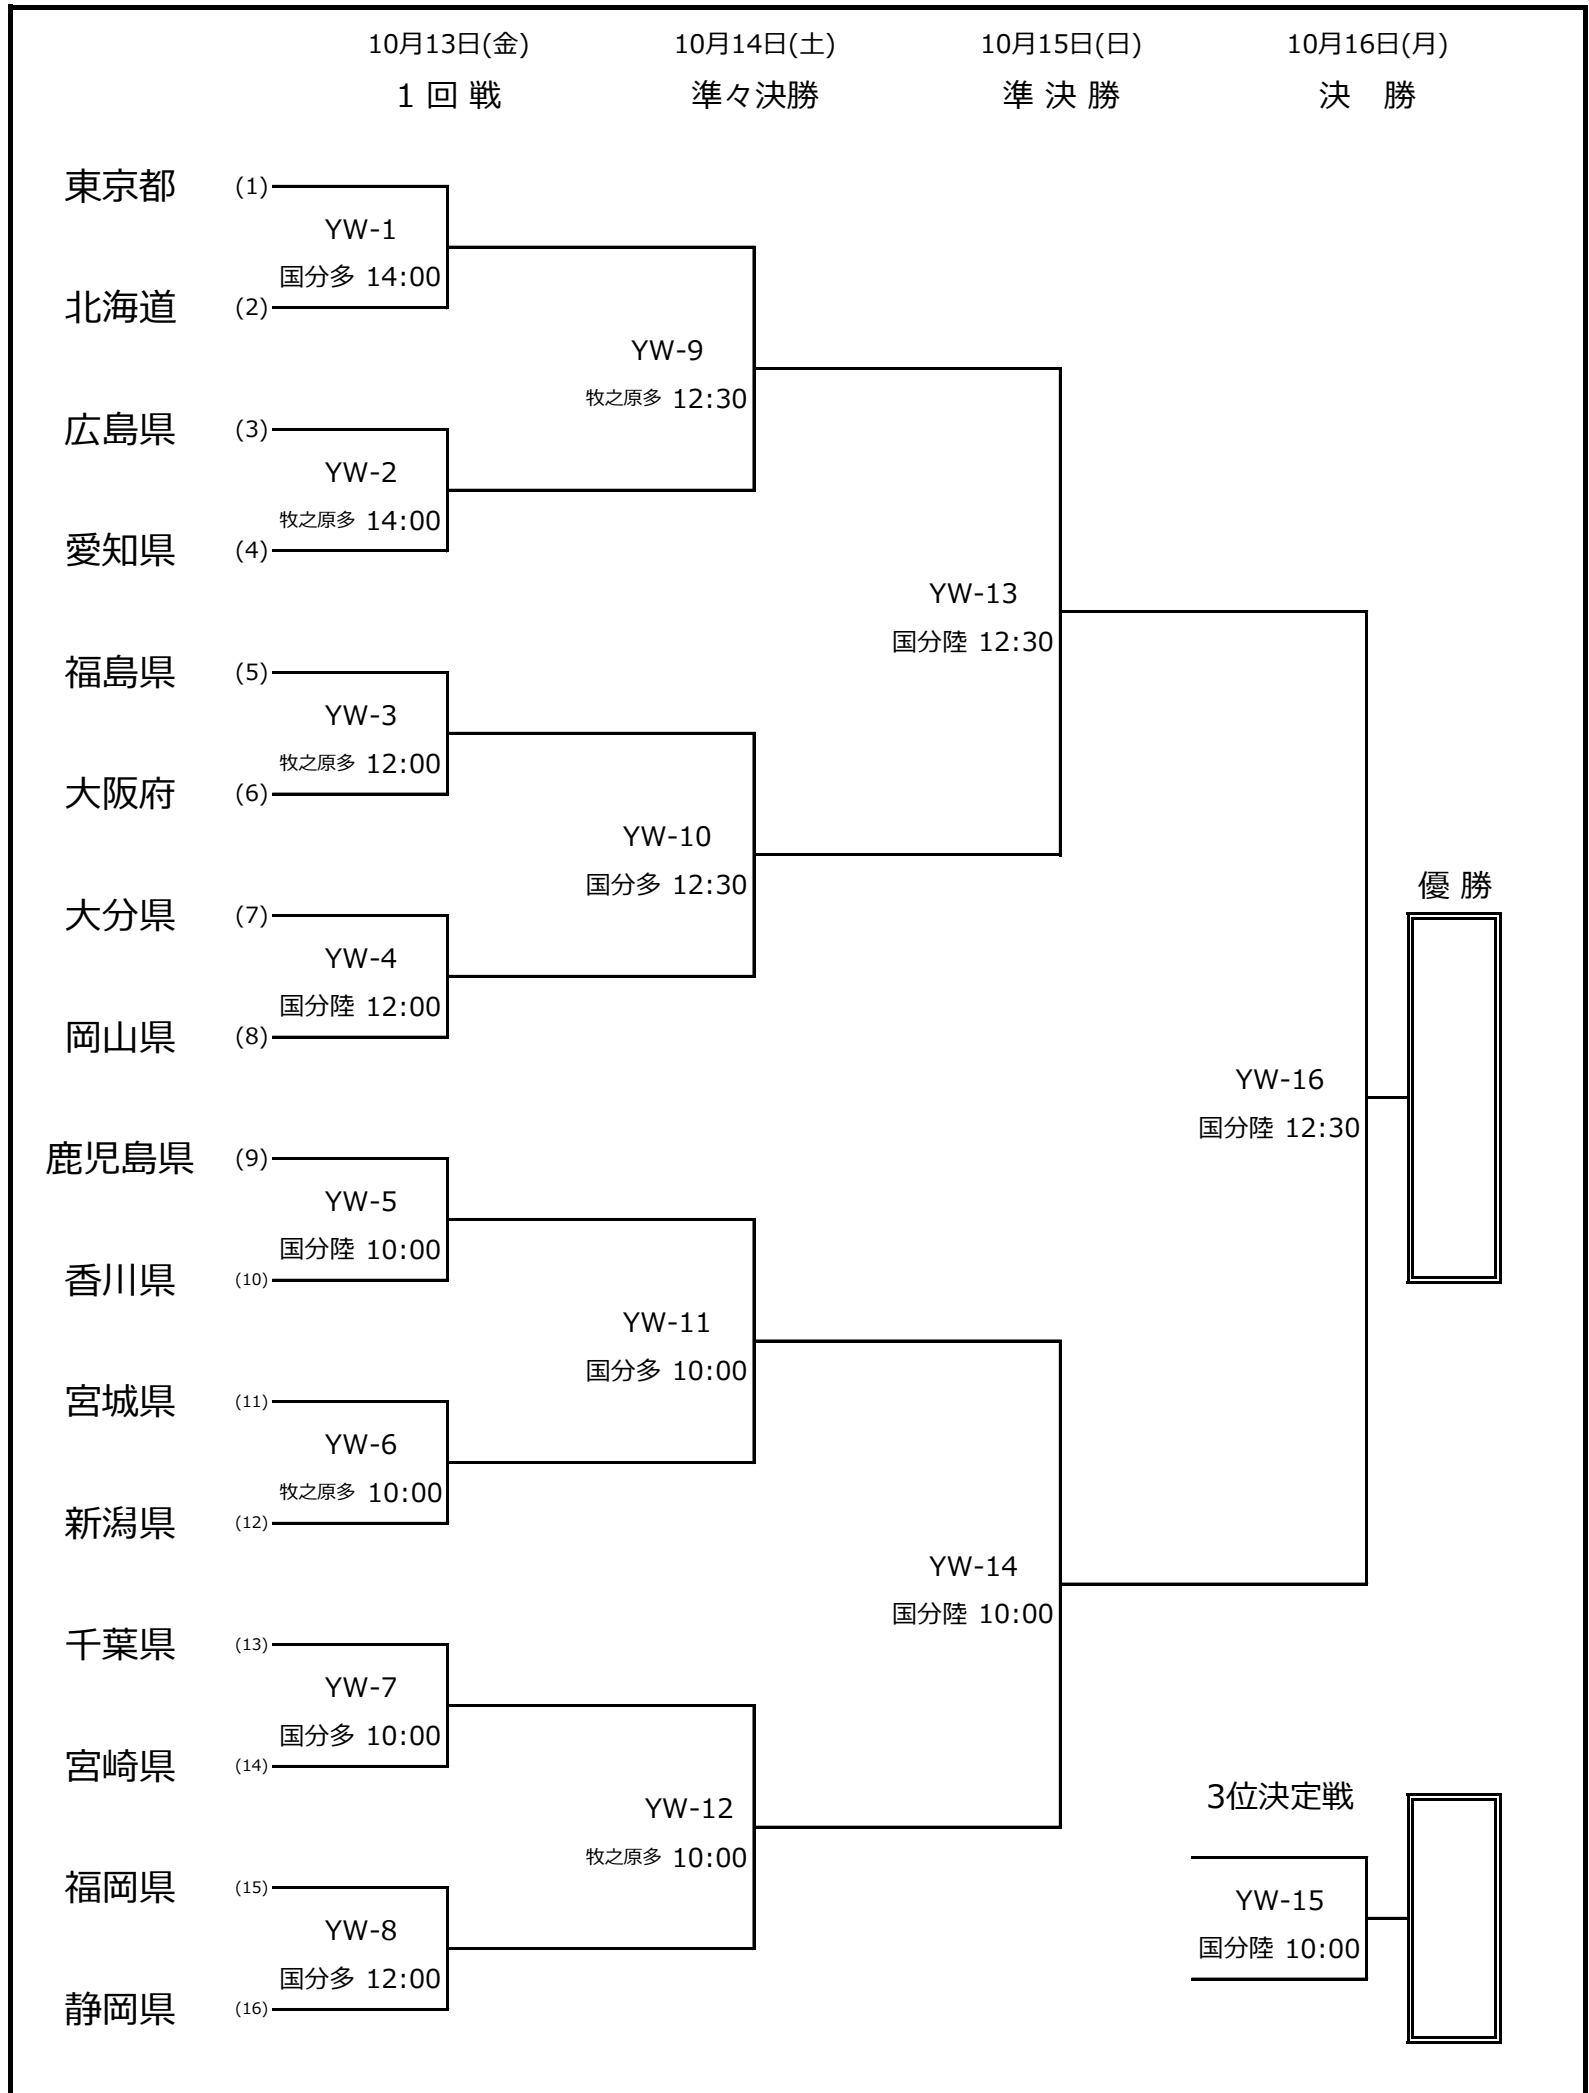 10月13日(金) 10月14日(土) 10月15日(日) 10月16日(月)
1 回 戦 準々決勝 準 決 勝 決 勝
東京都 (1)
YW-1
国分多 14:00
北海道 (2)
YW-9
牧之原多 12:30
広島県 (3)
YW-2
牧之原多 14:00
愛知県 (4)
YW-13
国分陸 12:30
福島県 (5)
YW-3
牧之原多 12:00
大阪府 (6)
YW-10
国分多 12:30
優 勝
大分県 (7)
YW-4
国分陸 12:00
岡山県 (8)
YW-16
国分陸 12:30
鹿児島県 (9)
YW-5
国分陸 10:00
香川県 (10)
YW-11
国分多 10:00
宮城県 (11)
YW-6
牧之原多 10:00
新潟県 (12)
YW-14
国分陸 10:00
千葉県 (13)
YW-7
国分多 10:00
宮崎県 (14)
3位決定戦
YW-12
牧之原多 10:00
福岡県 (15)
YW-15
国分陸 10:00
YW-8
国分多 12:00
静岡県 (16)